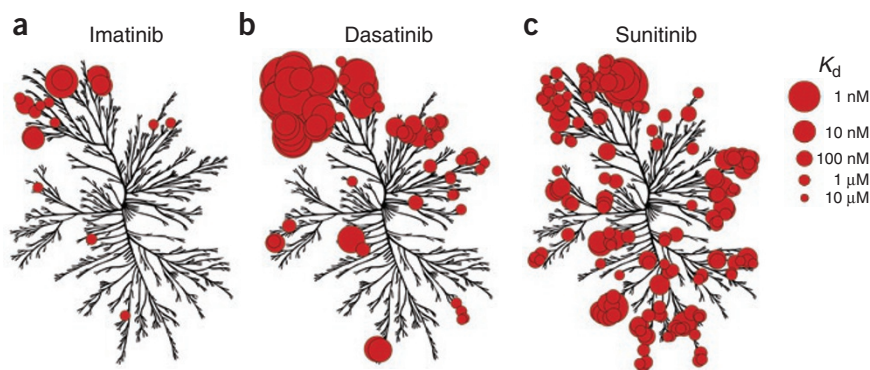 a Imatinib
b Dasatinib
c Sunitinib
Kd
1 nM
10 nM
100 nM
1 μM
10 μM